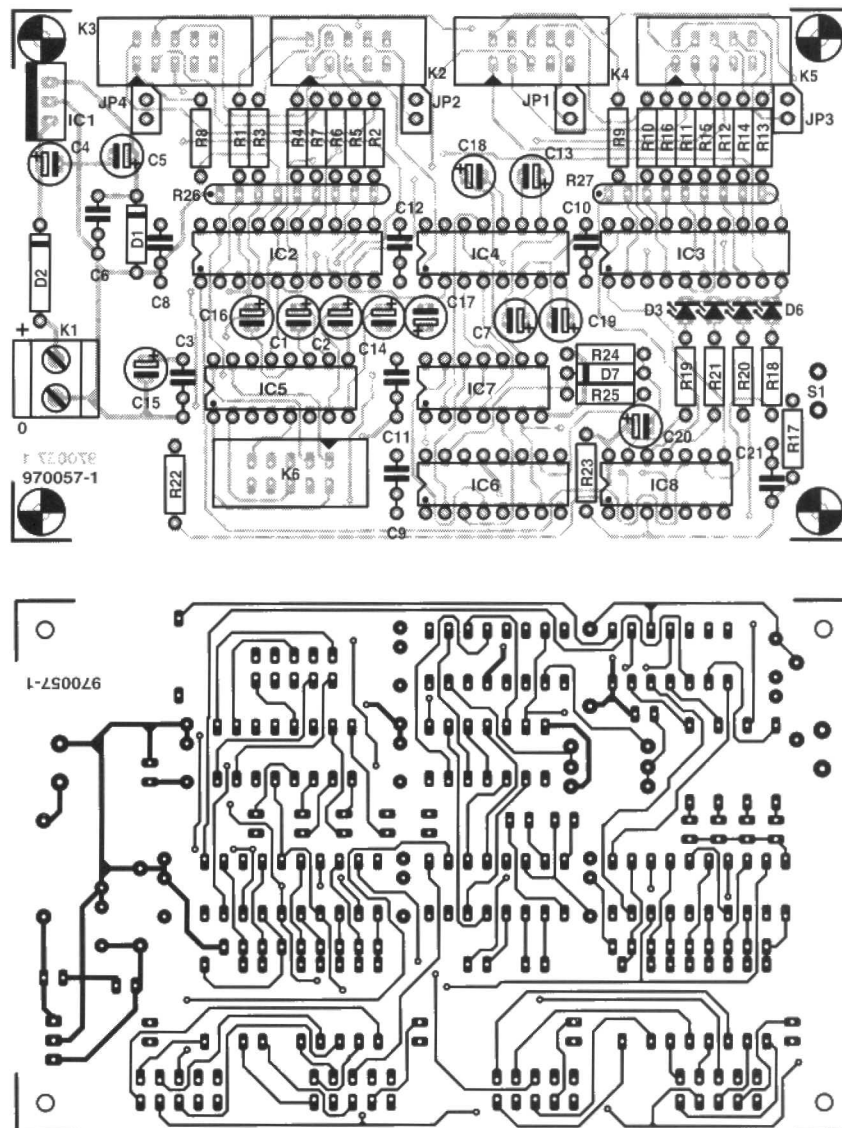 K3
K2
K4
K5
JP4
JP2
JP1
JP3
IC1
C4
C5
R8
R1
R3
R4
R7
R6
R5
R2
C18
C13
R9
R10
R16
R11
R15
R12
R14
R13
R26
R27
C12
C10
D2
C6
D1
C8
IC2
IC4
IC3
C16
C1
C2
C14
C17
C7
C19
D3
D6
+
K1
C3
C15
IC5
IC7
R24
D7
R25
R19
R21
R20
R18
S1
0
C11
C20
R17
970057-1
970057-1
R22
K6
C9
IC6
R23
IC8
C21
970057-1